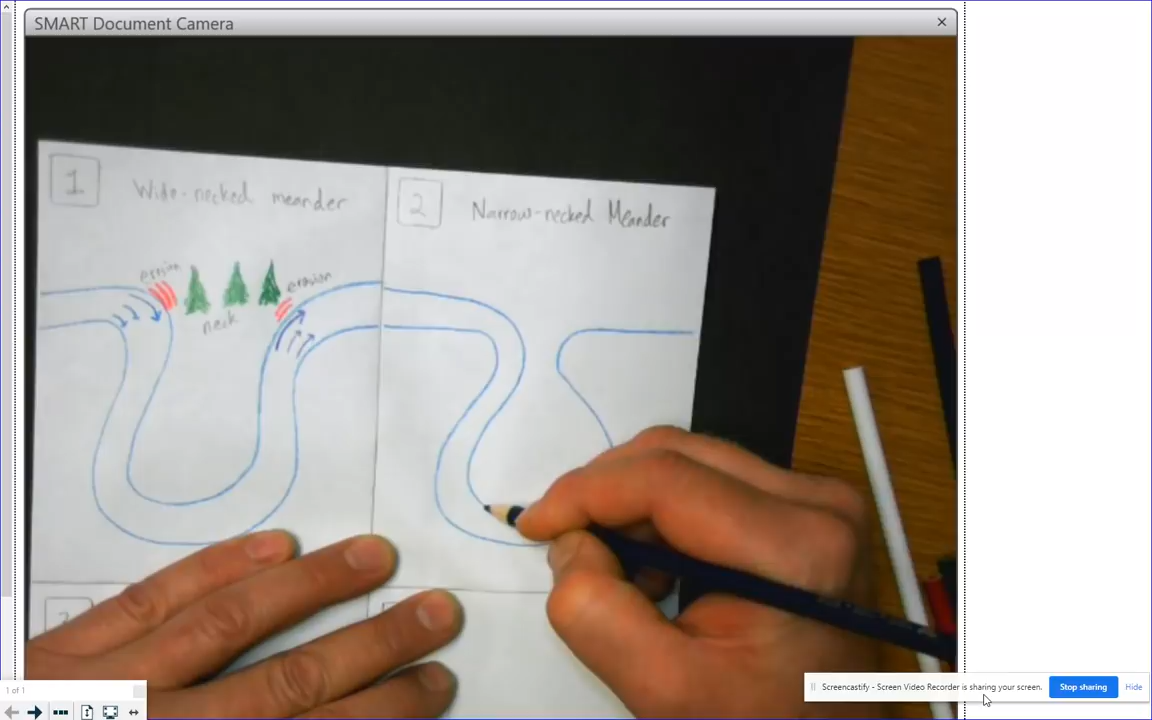 SMART Document Camera
1
Wide-necked meander
2
Narrow-necked Meander
erosion
erosion
neck
3
1 of 1
Screencastify - Screen Video Recorder is sharing your screen.
Stop sharing
Hide